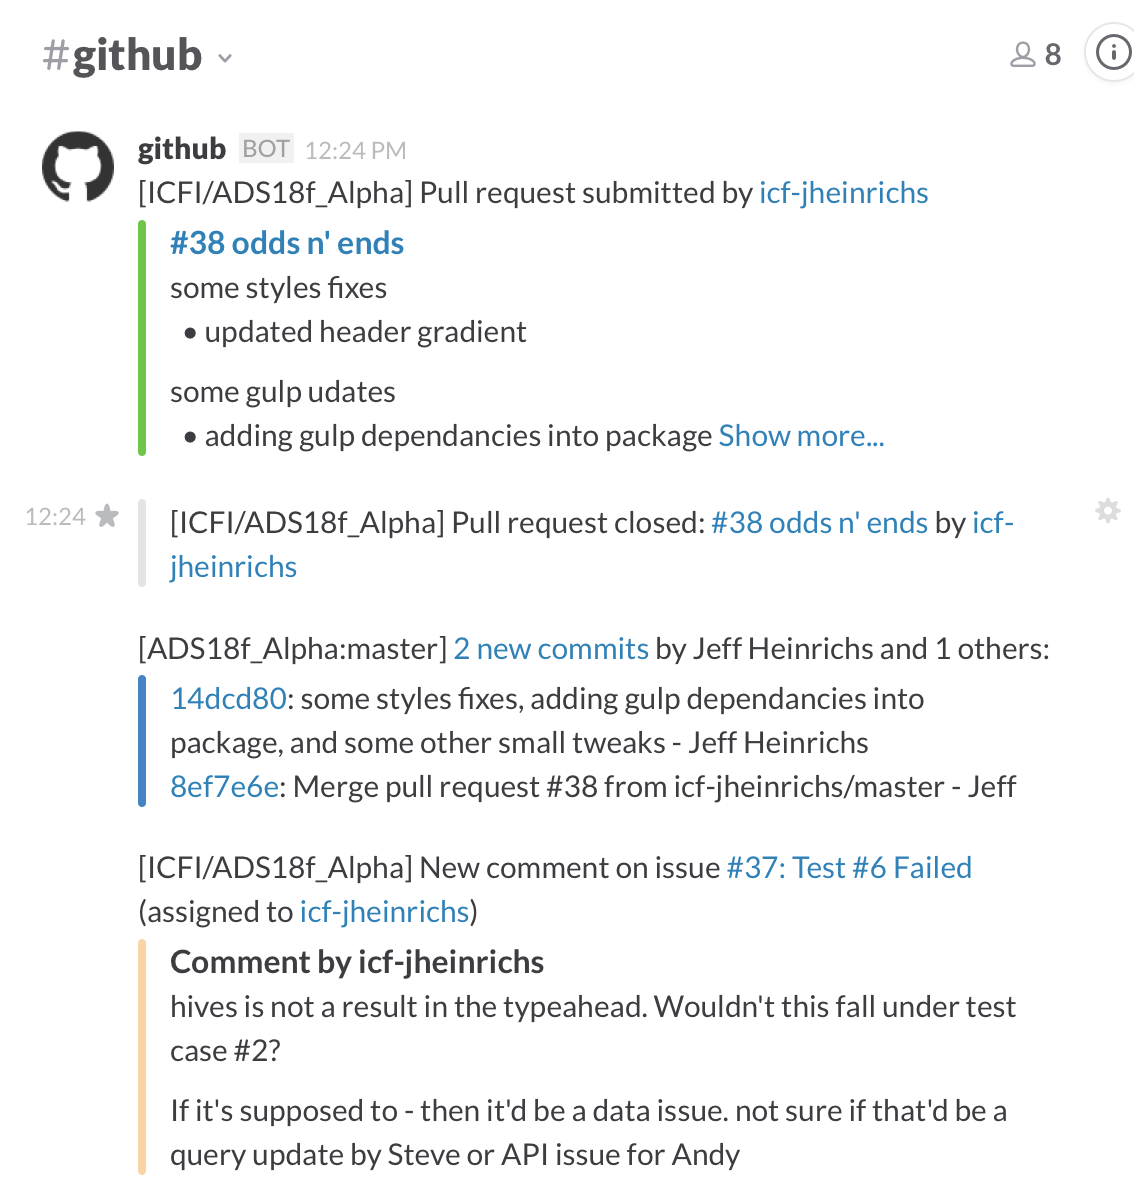 #github
8
github BOT 12:24 PM
[ICFI/ADS18f_Alpha] Pull request submitted by icf-jheinrichs
#38 odds n' ends
some styles fixes
• updated header gradient
some gulp udates
• adding gulp dependancies into package Show more...
12:24
[ICFI/ADS18f_Alpha] Pull request closed: #38 odds n' ends by icf-
jheinrichs
[ADS18f_Alpha:master] 2 new commits by Jeff Heinrichs and 1 others:
14dcd80: some styles fixes, adding gulp dependancies into
package, and some other small tweaks - Jeff Heinrichs
8ef7e6e: Merge pull request #38 from icf-jheinrichs/master - Jeff
[ICFI/ADS18f_Alpha] New comment on issue #37: Test #6 Failed
(assigned to icf-jheinrichs)
Comment by icf-jheinrichs
hives is not a result in the typeahead. Wouldn't this fall under test
case #2?
If it's supposed to - then it'd be a data issue. not sure if that'd be a
query update by Steve or API issue for Andy